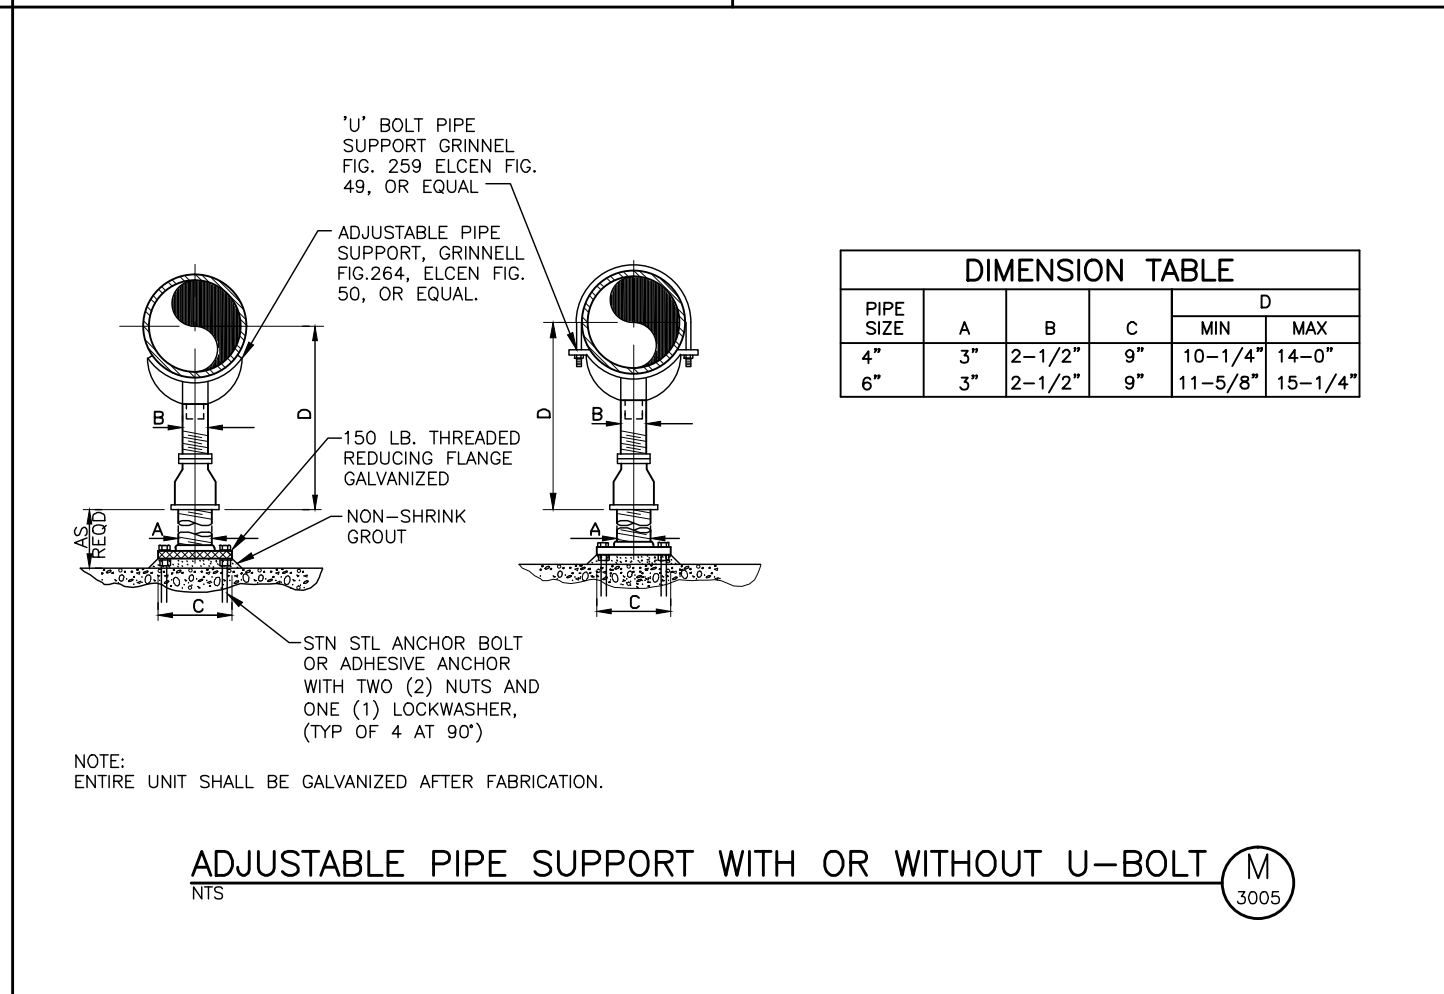 'U' BOLT PIPE
SUPPORT GRINNEL
FIG. 259 ELCEN FIG.
49, OR EQUAL
ADJUSTABLE PIPE
SUPPORT, GRINNELL
FIG.264, ELCEN FIG.
50, OR EQUAL.
B
D
150 LB. THREADED
REDUCING FLANGE
GALVANIZED
AS
REQD
A
NON-SHRINK
GROUT
C
STN STL ANCHOR BOLT
OR ADHESIVE ANCHOR
WITH TWO (2) NUTS AND
ONE (1) LOCKWASHER,
(TYP OF 4 AT 90°)
D
B
A
C
DIMENSION TABLE
PIPE SIZE A B C D
MIN MAX
4" 3" 2-1/2" 9" 10-1/4" 14-0"
6" 3" 2-1/2" 9" 11-5/8" 15-1/4"
NOTE:
ENTIRE UNIT SHALL BE GALVANIZED AFTER FABRICATION.
ADJUSTABLE PIPE SUPPORT WITH OR WITHOUT U-BOLT
NTS
M
3005